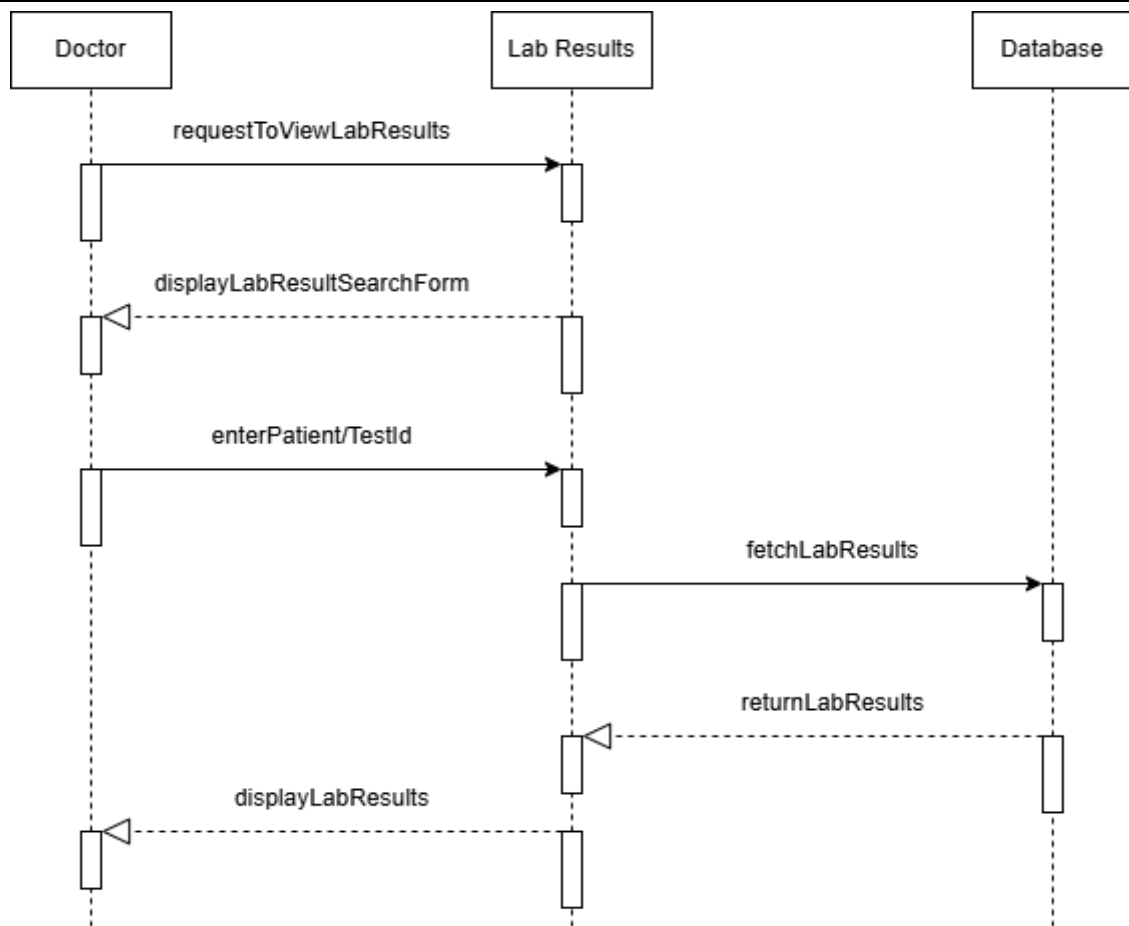 Doctor
Lab Results
Database
requestToViewLabResults
displayLabResultSearchForm
enterPatient/TestId
fetchLabResults
returnLabResults
displayLabResults